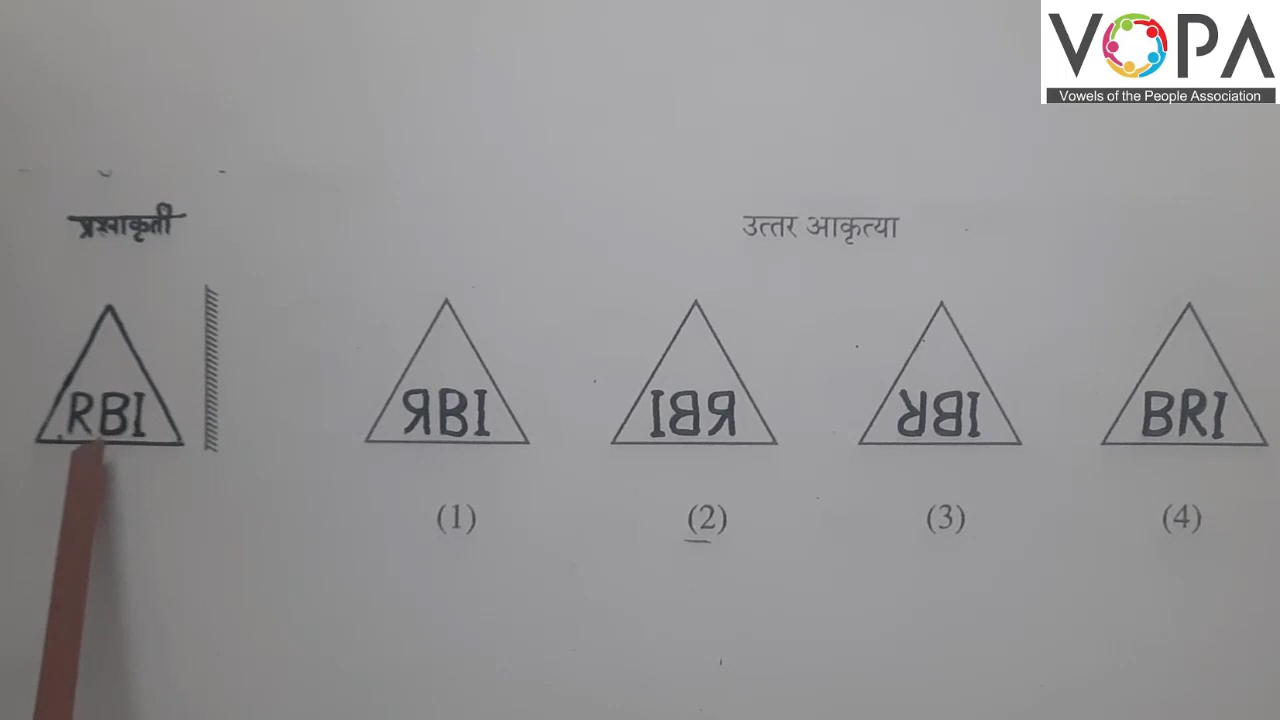 VOPA
Vowels of the People Association
प्रश्नाकृती
उत्तर आकृत्या
RBI
ЯBI
IBЯ
RBI
BRI
(1)
(2)
(3)
(4)